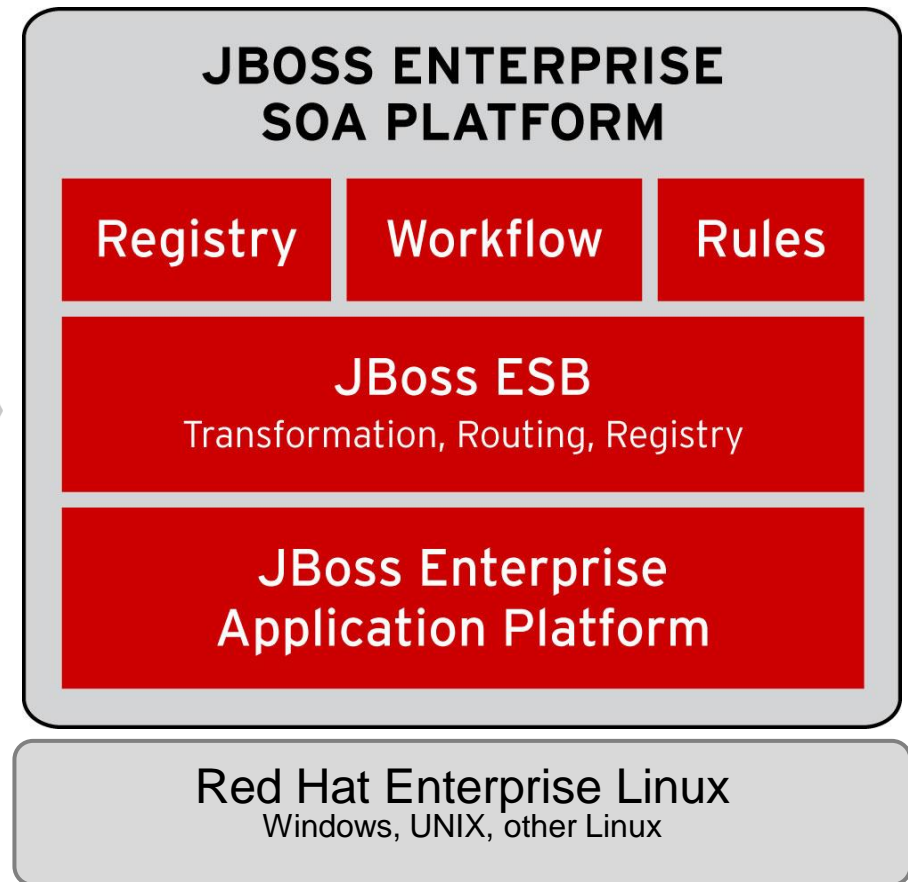 JBOSS ENTERPRISE
SOA PLATFORM
Registry
Workflow
Rules
JBoss ESB
Transformation, Routing, Registry
JBoss Enterprise
Application Platform
Red Hat Enterprise Linux
Windows, UNIX, other Linux